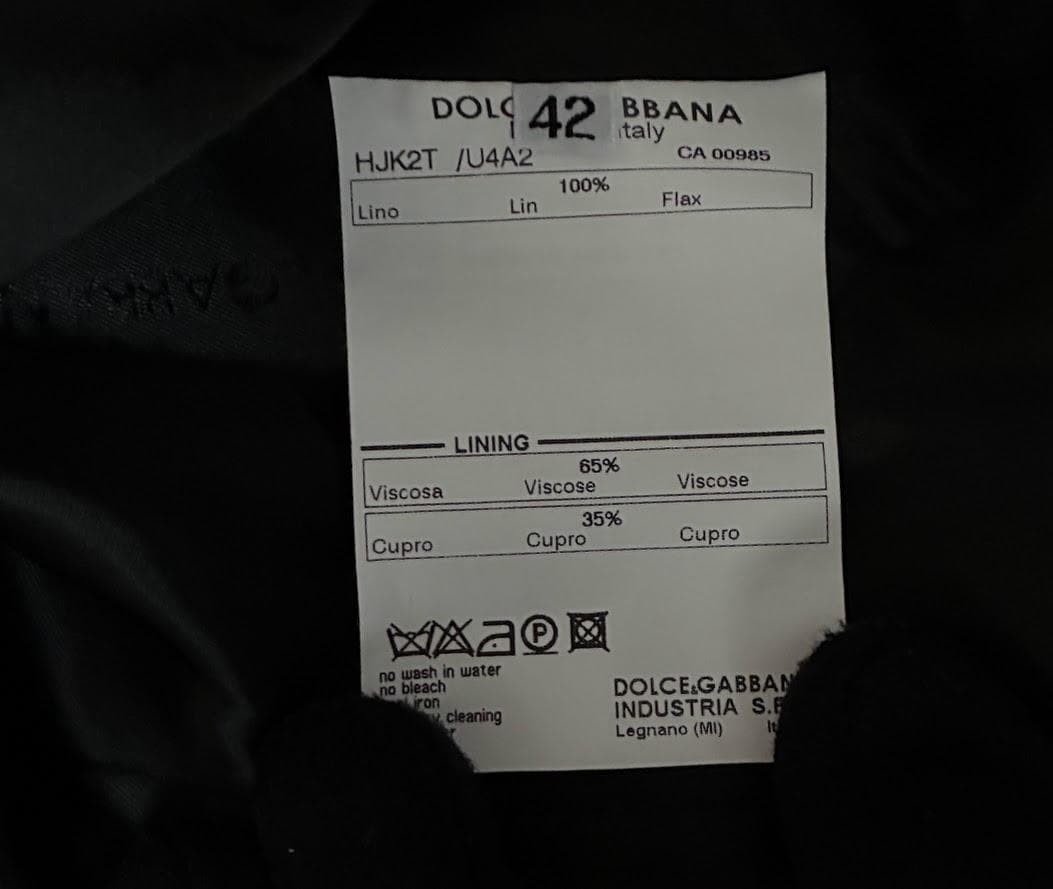 DOLC 42 BBANA
I taly
HJK2T /U4A2 CA 00985
100%
Lino Lin Flax
LINING
65%
Viscosa Viscose Viscose
35%
Cupro Cupro Cupro
P
no wash in water
no bleach
iron
cleaning
DOLCE&GABBAN
INDUSTRIA S.P
Legnano (MI) It